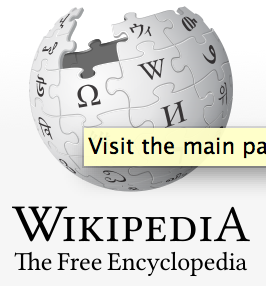 Ω
W
И
Visit the main pa
WIKIPEDIA
The Free Encyclopedia